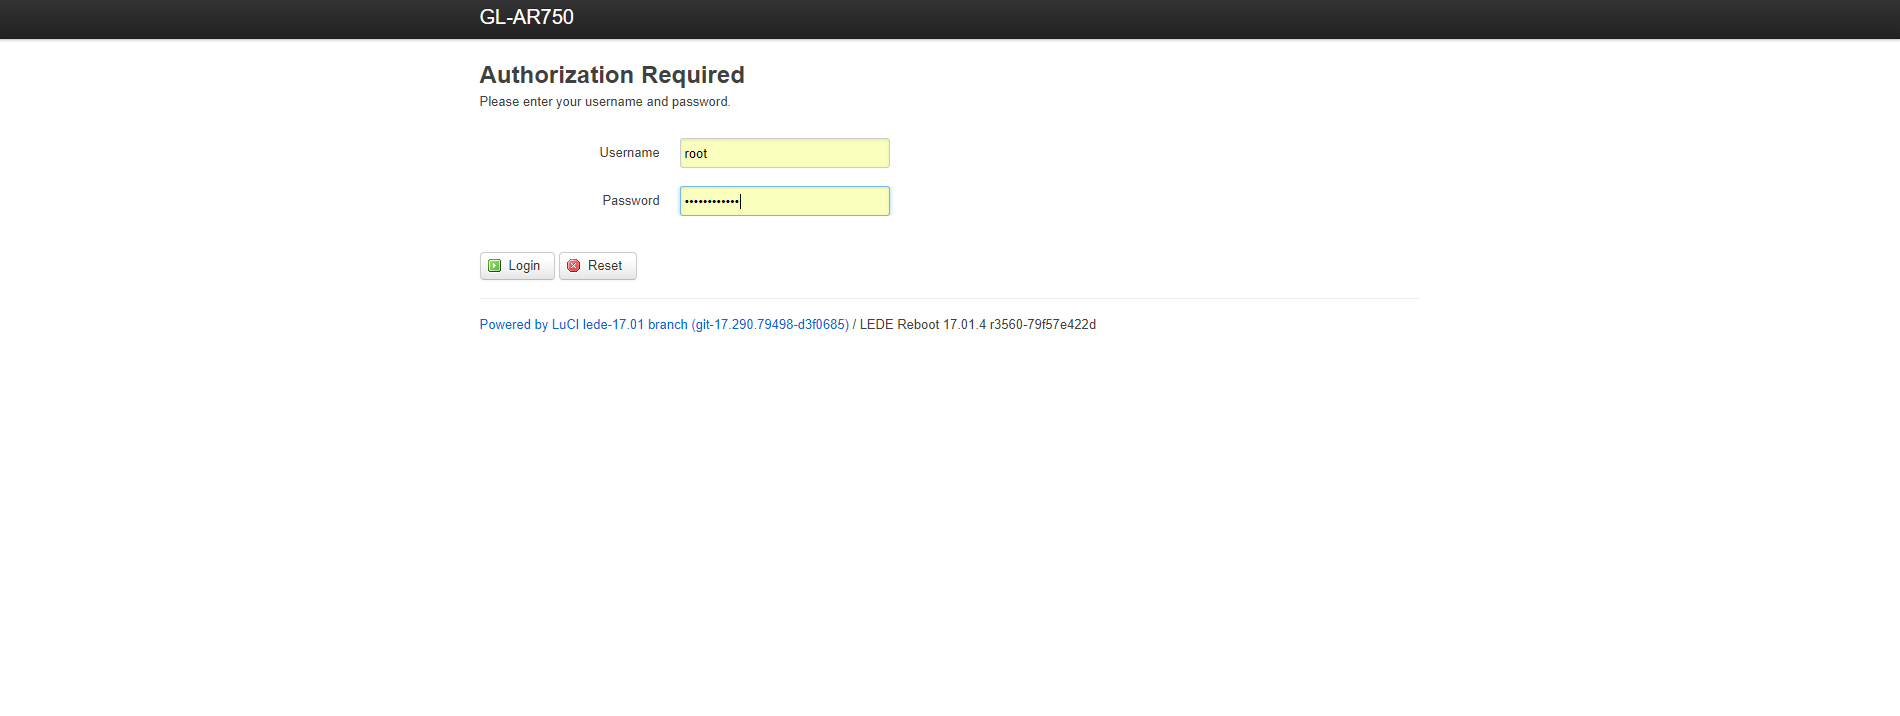 GL-AR750
Authorization Required
Please enter your username and password.
Username root
Password ••••••••••••
Login Reset
Powered by LuCI lede-17.01 branch (git-17.290.79498-d3f0685) / LEDE Reboot 17.01.4 r3560-79f57e422d